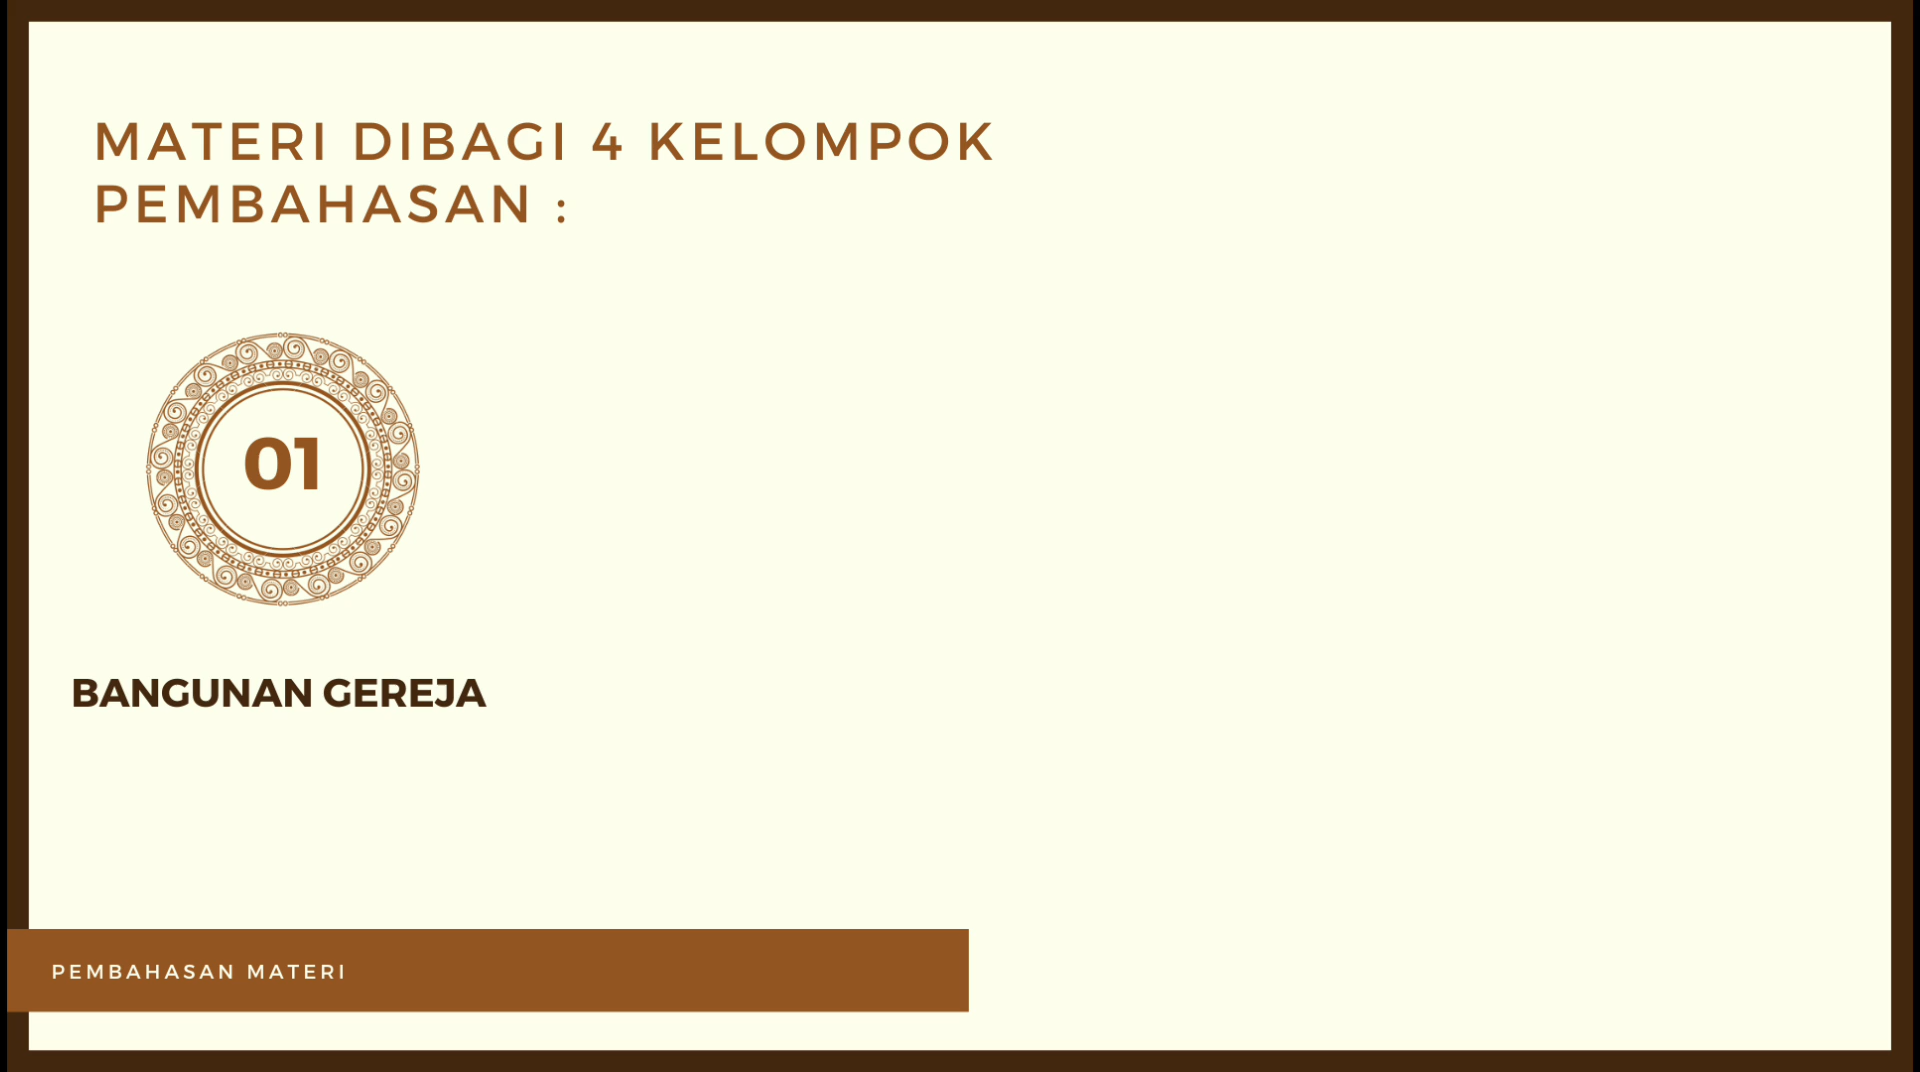 MATERI DIBAGI 4 KELOMPOK
PEMBAHASAN :
01
BANGUNAN GEREJA
PEMBAHASAN MATERI